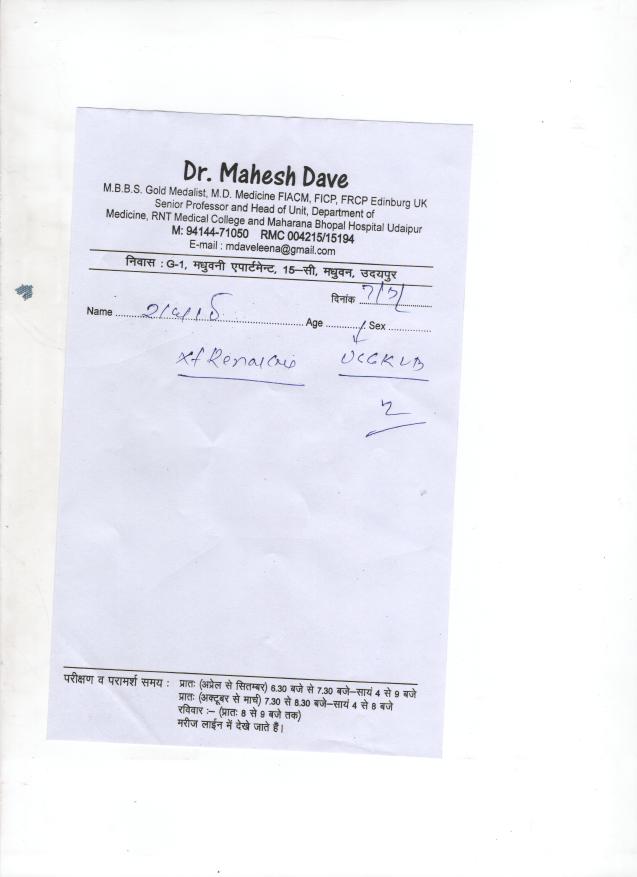 Dr. Mahesh Dave
M.B.B.S. Gold Medalist, M.D. Medicine FIACM, FICP, FRCP Edinburg UK
Senior Professor and Head of Unit, Department of
Medicine, RNT Medical College and Maharana Bhopal Hospital Udaipur
M: 94144-71050 RMC 004215/15194
E-mail : mdaveleena@gmail.com
निवास : G-1, मधुवनी एपार्टमेन्ट, 15–सी, मधुवन, उदयपुर
दिनांक
Name Age Sex
परीक्षण व परामर्श समय : प्रातः (अप्रेल से सितम्बर) 6.30 बजे से 7.30 बजे–सायं 4 से 9 बजे
प्रातः (अक्टूबर से मार्च) 7.30 से 8.30 बजे–सायं 4 से 8 बजे
रविवार :– (प्रातः 8 से 9 बजे तक)
मरीज लाईन में देखे जाते हैं।